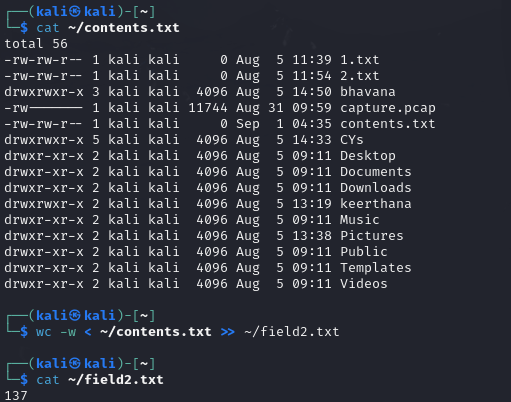 ┌──(kali㉿kali)-[~]
└─$ cat ~/contents.txt
total 56
-rw-rw-r-- 1 kali kali     0 Aug  5 11:39 1.txt
-rw-rw-r-- 1 kali kali     0 Aug  5 11:54 2.txt
drwxrwxr-x 3 kali kali  4096 Aug  5 14:50 bhavana
-rw------- 1 kali kali 11744 Aug 31 09:59 capture.pcap
-rw-rw-r-- 1 kali kali     0 Sep  1 04:35 contents.txt
drwxrwxr-x 5 kali kali  4096 Aug  5 14:33 CYs
drwxr-xr-x 2 kali kali  4096 Aug  5 09:11 Desktop
drwxr-xr-x 2 kali kali  4096 Aug  5 09:11 Documents
drwxr-xr-x 2 kali kali  4096 Aug  5 09:11 Downloads
drwxrwxr-x 2 kali kali  4096 Aug  5 13:19 keerthana
drwxr-xr-x 2 kali kali  4096 Aug  5 09:11 Music
drwxr-xr-x 2 kali kali  4096 Aug  5 13:38 Pictures
drwxr-xr-x 2 kali kali  4096 Aug  5 09:11 Public
drwxr-xr-x 2 kali kali  4096 Aug  5 09:11 Templates
drwxr-xr-x 2 kali kali  4096 Aug  5 09:11 Videos
┌──(kali㉿kali)-[~]
└─$ wc -w < ~/contents.txt >> ~/field2.txt
┌──(kali㉿kali)-[~]
└─$ cat ~/field2.txt
137